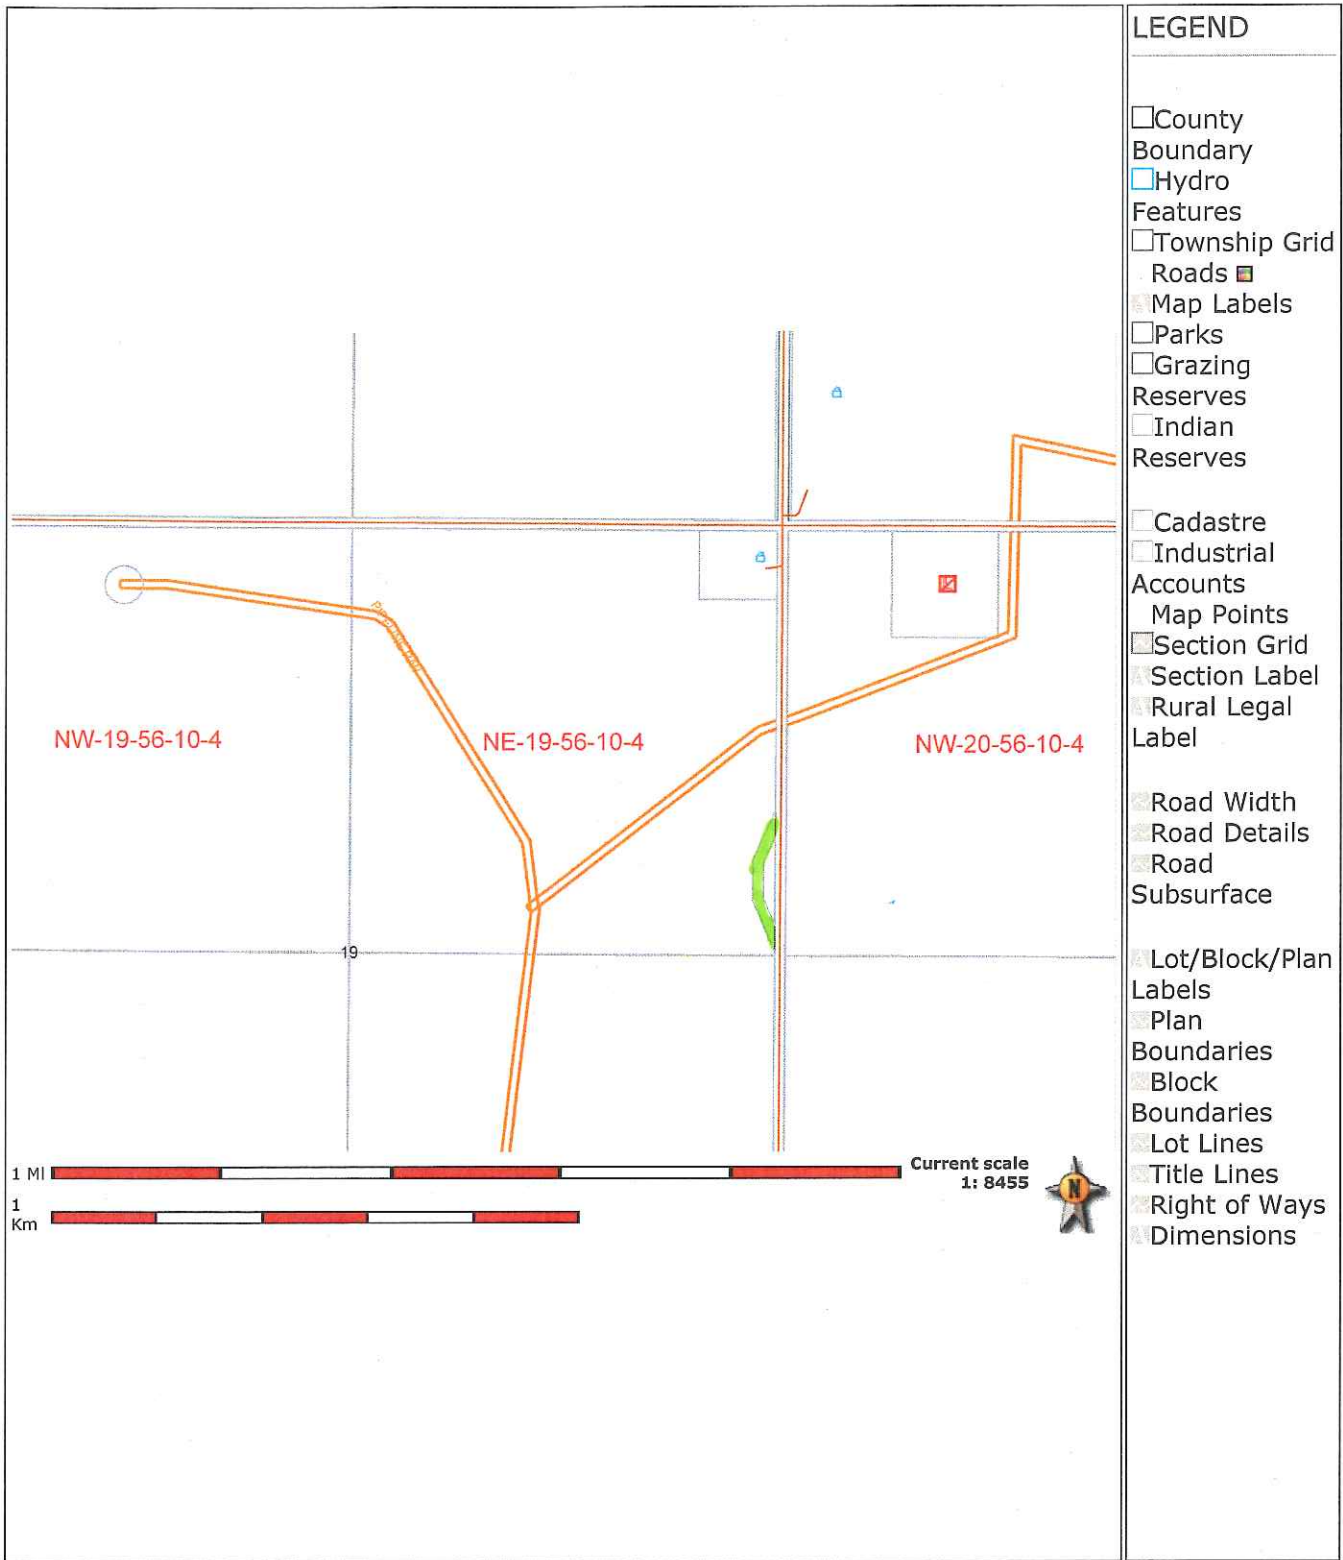 LEGEND
County
Boundary
Hydro
Features
Township Grid
Roads
Map Labels
Parks
Grazing
Reserves
Indian
Reserves
Cadastre
Industrial
Accounts
Map Points
Section Grid
Section Label
Rural Legal
Label
Road Width
Road Details
Road
Subsurface
Lot/Block/Plan
Labels
Plan
Boundaries
Block
Boundaries
Lot Lines
Title Lines
Right of Ways
Dimensions
NW-19-56-10-4
NE-19-56-10-4
NW-20-56-10-4
19
1 MI
1
Km
Current scale
1: 8455
N